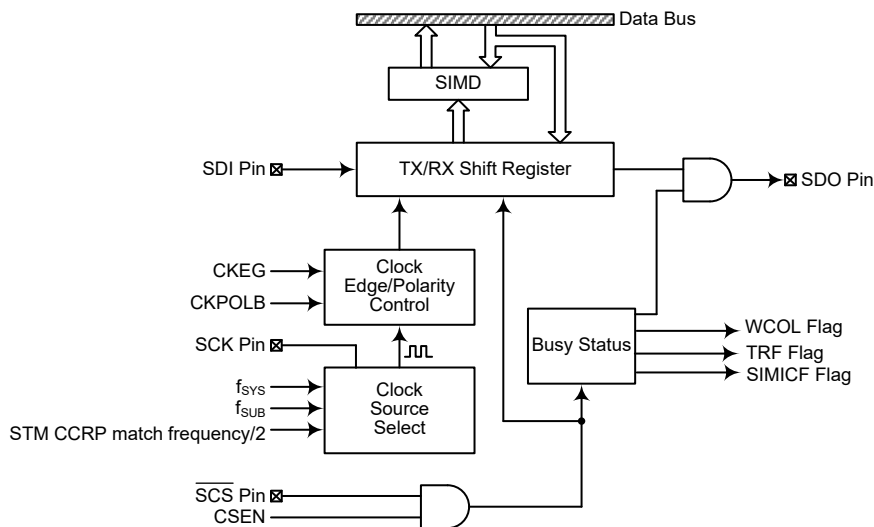 Data Bus
SIMD
SDI Pin
TX/RX Shift Register
SDO Pin
CKEG
CKPOLB
Clock
Edge/Polarity
Control
SCK Pin
Busy Status
WCOL Flag
TRF Flag
SIMICF Flag
fSYS
fSUB
STM CCRP match frequency/2
Clock
Source
Select
SCS Pin
CSEN